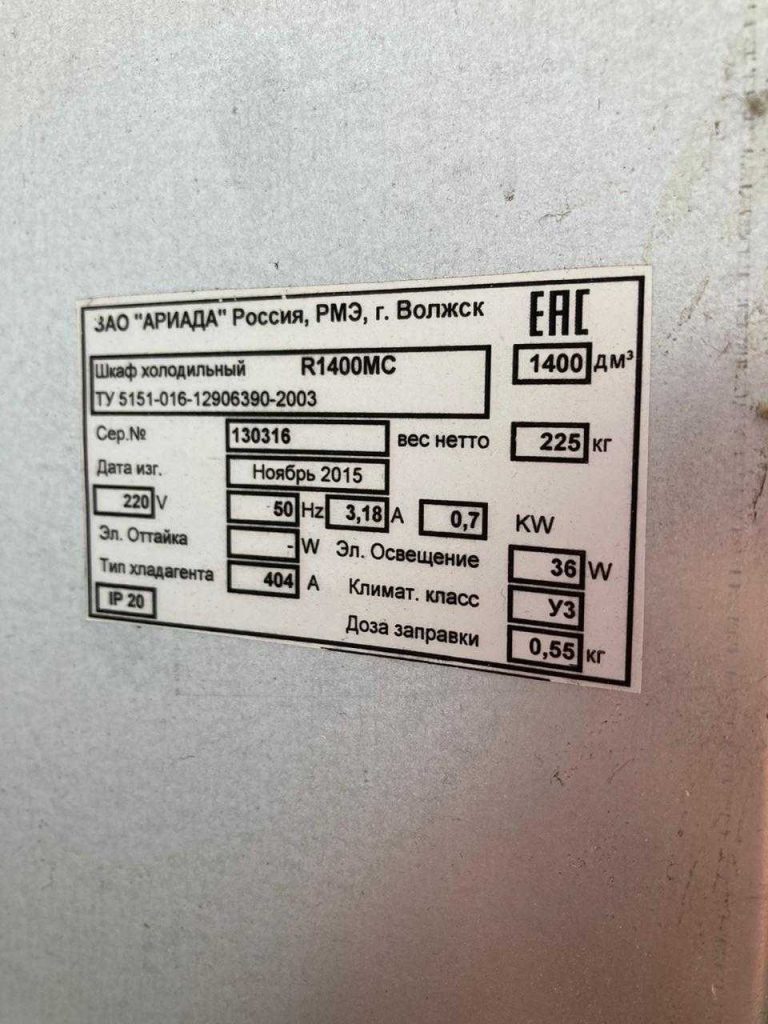 ЗАО "АРИАДА" Россия, РМЭ, г. Волжск
EAC
Шкаф холодильный R1400МС
1400 дм³
ТУ 5151-016-12906390-2003
Сер.№ 130316 вес нетто 225 кг
Дата изг. Ноябрь 2015
220 V 50 Hz 3,18 A 0,7 KW
Эл. Оттайка - W Эл. Освещение 36 W
Тип хладагента 404 A Климат. класс У3
IP 20 Доза заправки 0,55 кг